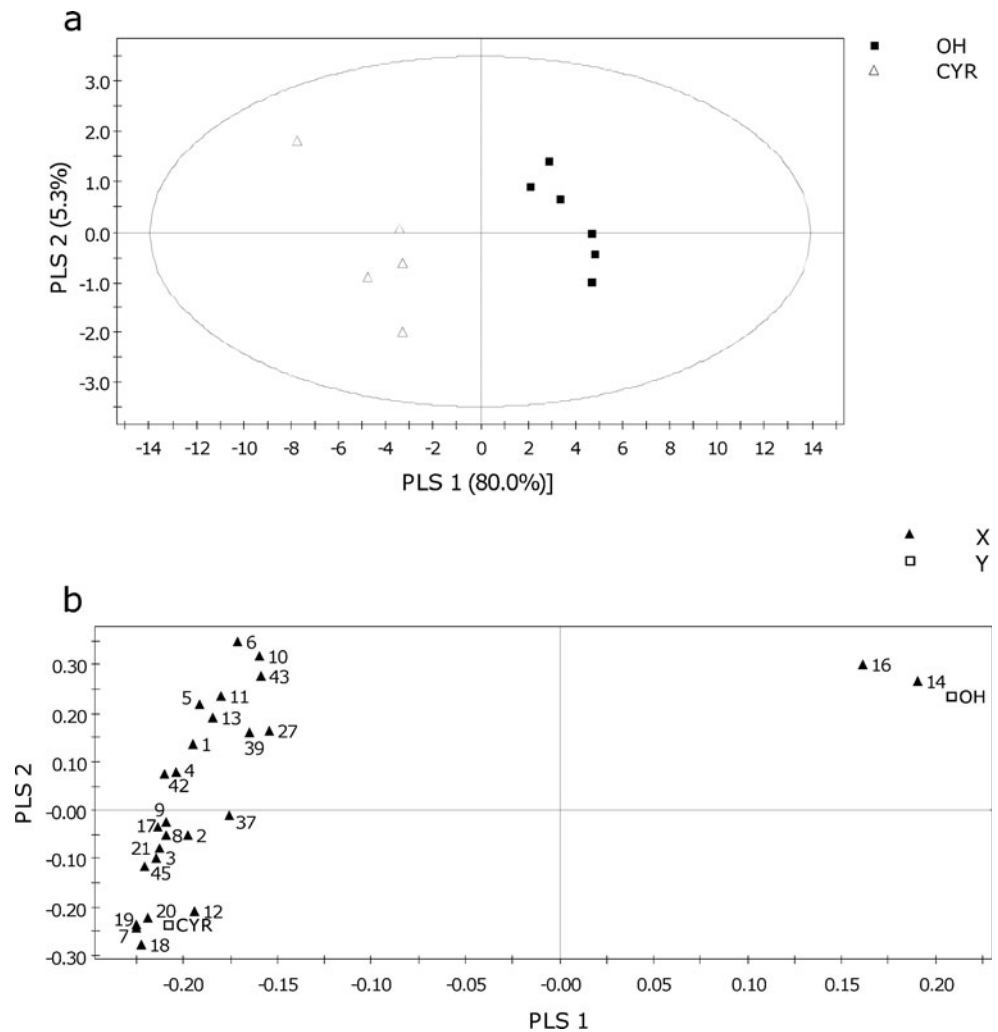 a
OH
CYR
3.0
2.0
1.0
0.0
-1.0
-2.0
-3.0
PLS 2 (5.3%)
-14 -12 -10 -8 -6 -4 -2 0 2 4 6 8 10 12 14
PLS 1 (80.0%)]
X
Y
b
0.30
0.20
0.10
-0.00
-0.10
-0.20
-0.30
PLS 2
6
10
43
16
14
OH
5
11
13
39
27
1
4
42
9
37
17
8
2
21
3
45
19
20
12
CYR
7
18
-0.20 -0.15 -0.10 -0.05 0.00 0.05 0.10 0.15 0.20
PLS 1